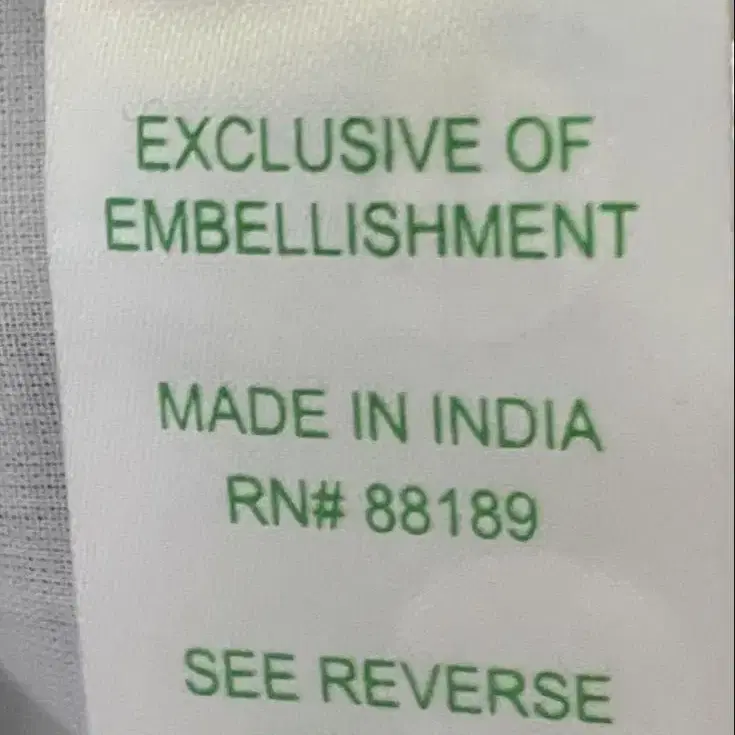 EXCLUSIVE OF
EMBELLISHMENT
MADE IN INDIA
RN# 88189
SEE REVERSE